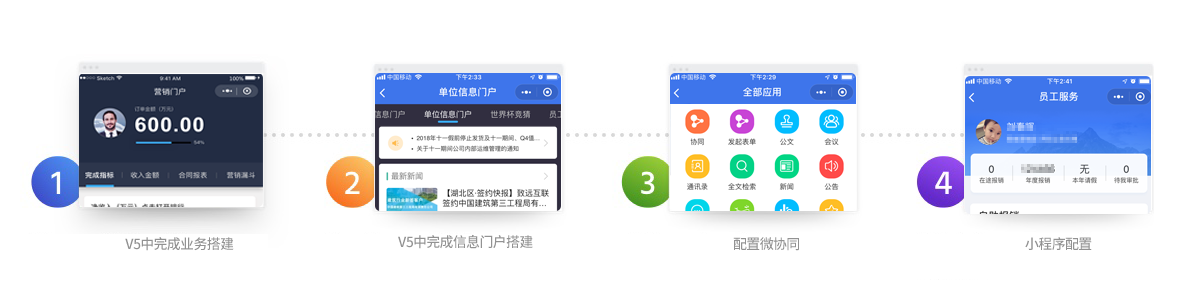 1
Sketch
9:41 AM
100%
营销门户
订单金额（万元）
600.00
54%
完成指标
收入金额
合同报表
营销漏斗
V5中完成业务搭建
2
中国移动
下午2:33
单位信息门户
信息门户
单位信息门户
世界杯竞猜
员工
• 2018年十一假前停止发货及十一期间、Q4值...
• 关于十一期间公司内部运维管理的通知
最新新闻
【湖北区·签约快报】致远互联
签约中国建筑第三工程局有...
V5中完成信息门户搭建
3
中国移动
下午2:29
全部应用
协同
发起表单
公文
会议
通讯录
全文检索
新闻
公告
配置微协同
4
中国移动
下午2:41
员工服务
0
无
0
在途报销
年度报销
本年请假
待我审批
小程序配置